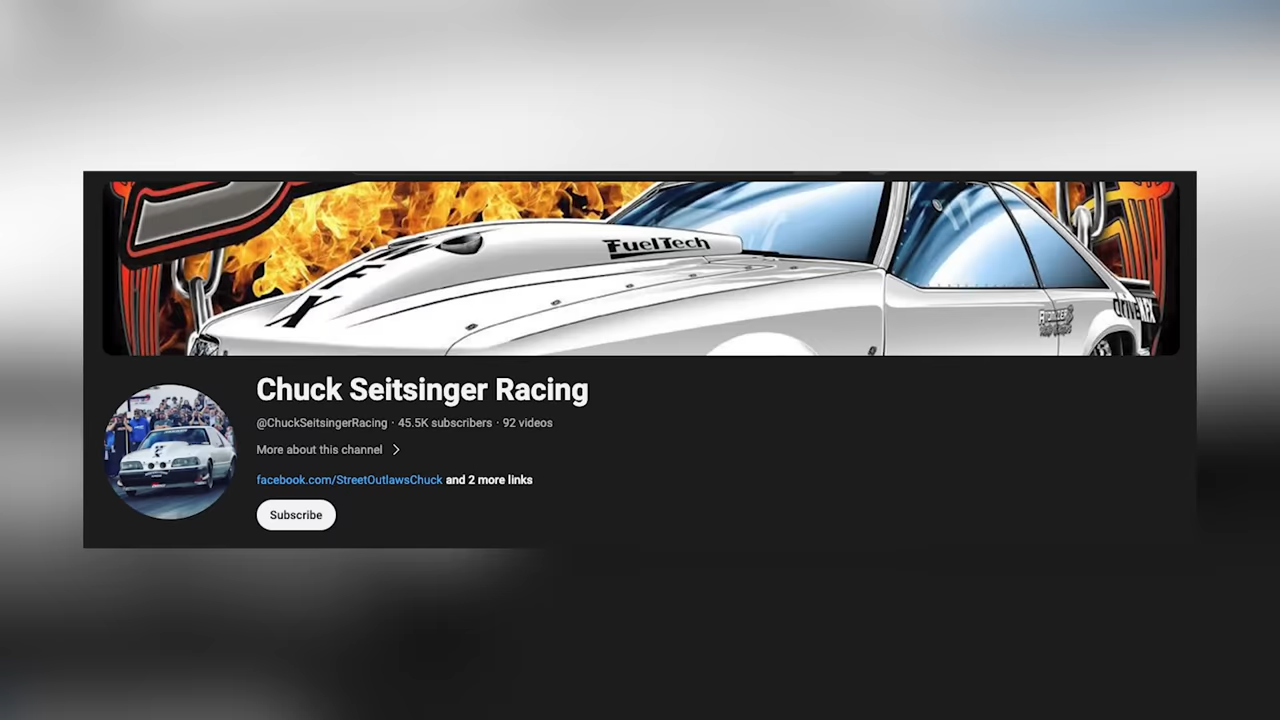 FuelTech
Chuck Seitsinger Racing
@ChuckSeitsingerRacing · 45.5K subscribers · 92 videos
More about this channel
facebook.com/StreetOutlawsChuck and 2 more links
Subscribe